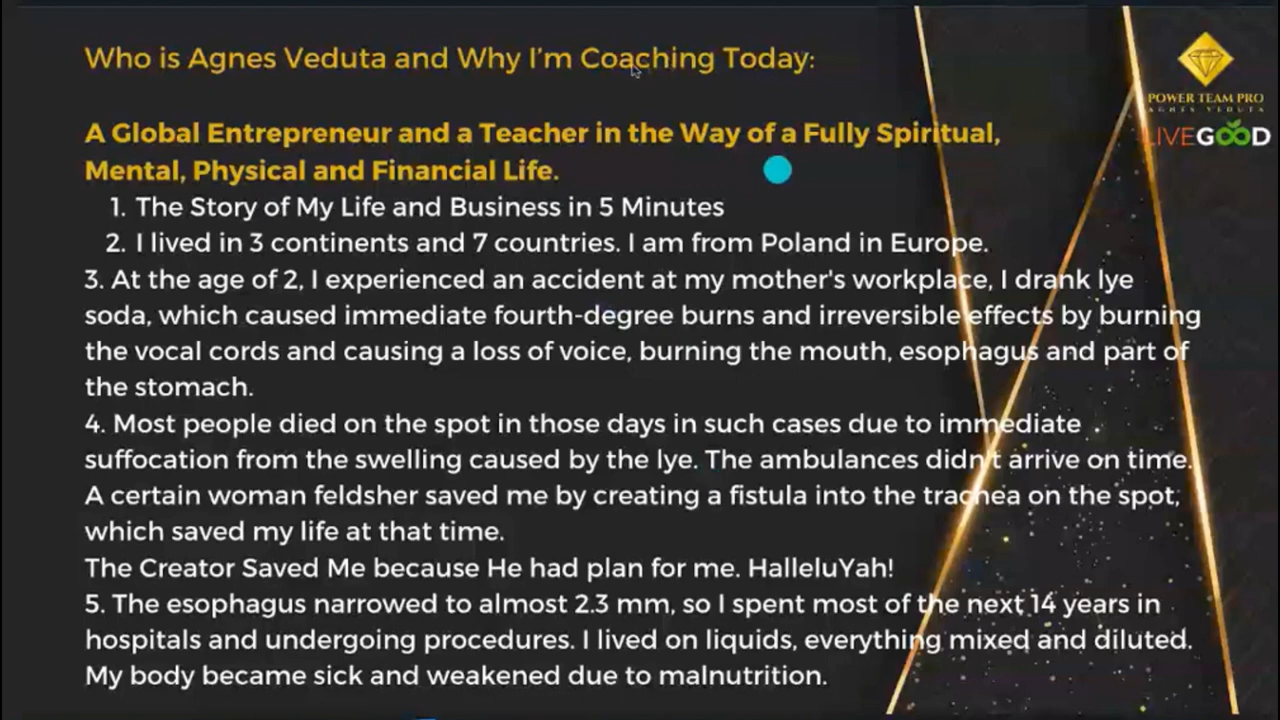 Who is Agnes Veduta and Why I'm Coaching Today:
POWER TEAM PRO
AGNES VEDUTA
LIVEGOOD
A Global Entrepreneur and a Teacher in the Way of a Fully Spiritual,
Mental, Physical and Financial Life.
1. The Story of My Life and Business in 5 Minutes
2. I lived in 3 continents and 7 countries. I am from Poland in Europe.
3. At the age of 2, I experienced an accident at my mother's workplace, I drank lye
soda, which caused immediate fourth-degree burns and irreversible effects by burning
the vocal cords and causing a loss of voice, burning the mouth, esophagus and part of
the stomach.
4. Most people died on the spot in those days in such cases due to immediate
suffocation from the swelling caused by the lye. The ambulances didn't arrive on time.
A certain woman feldsher saved me by creating a fistula into the trachea on the spot,
which saved my life at that time.
The Creator Saved Me because He had plan for me. HalleluYah!
5. The esophagus narrowed to almost 2.3 mm, so I spent most of the next 14 years in
hospitals and undergoing procedures. I lived on liquids, everything mixed and diluted.
My body became sick and weakened due to malnutrition.